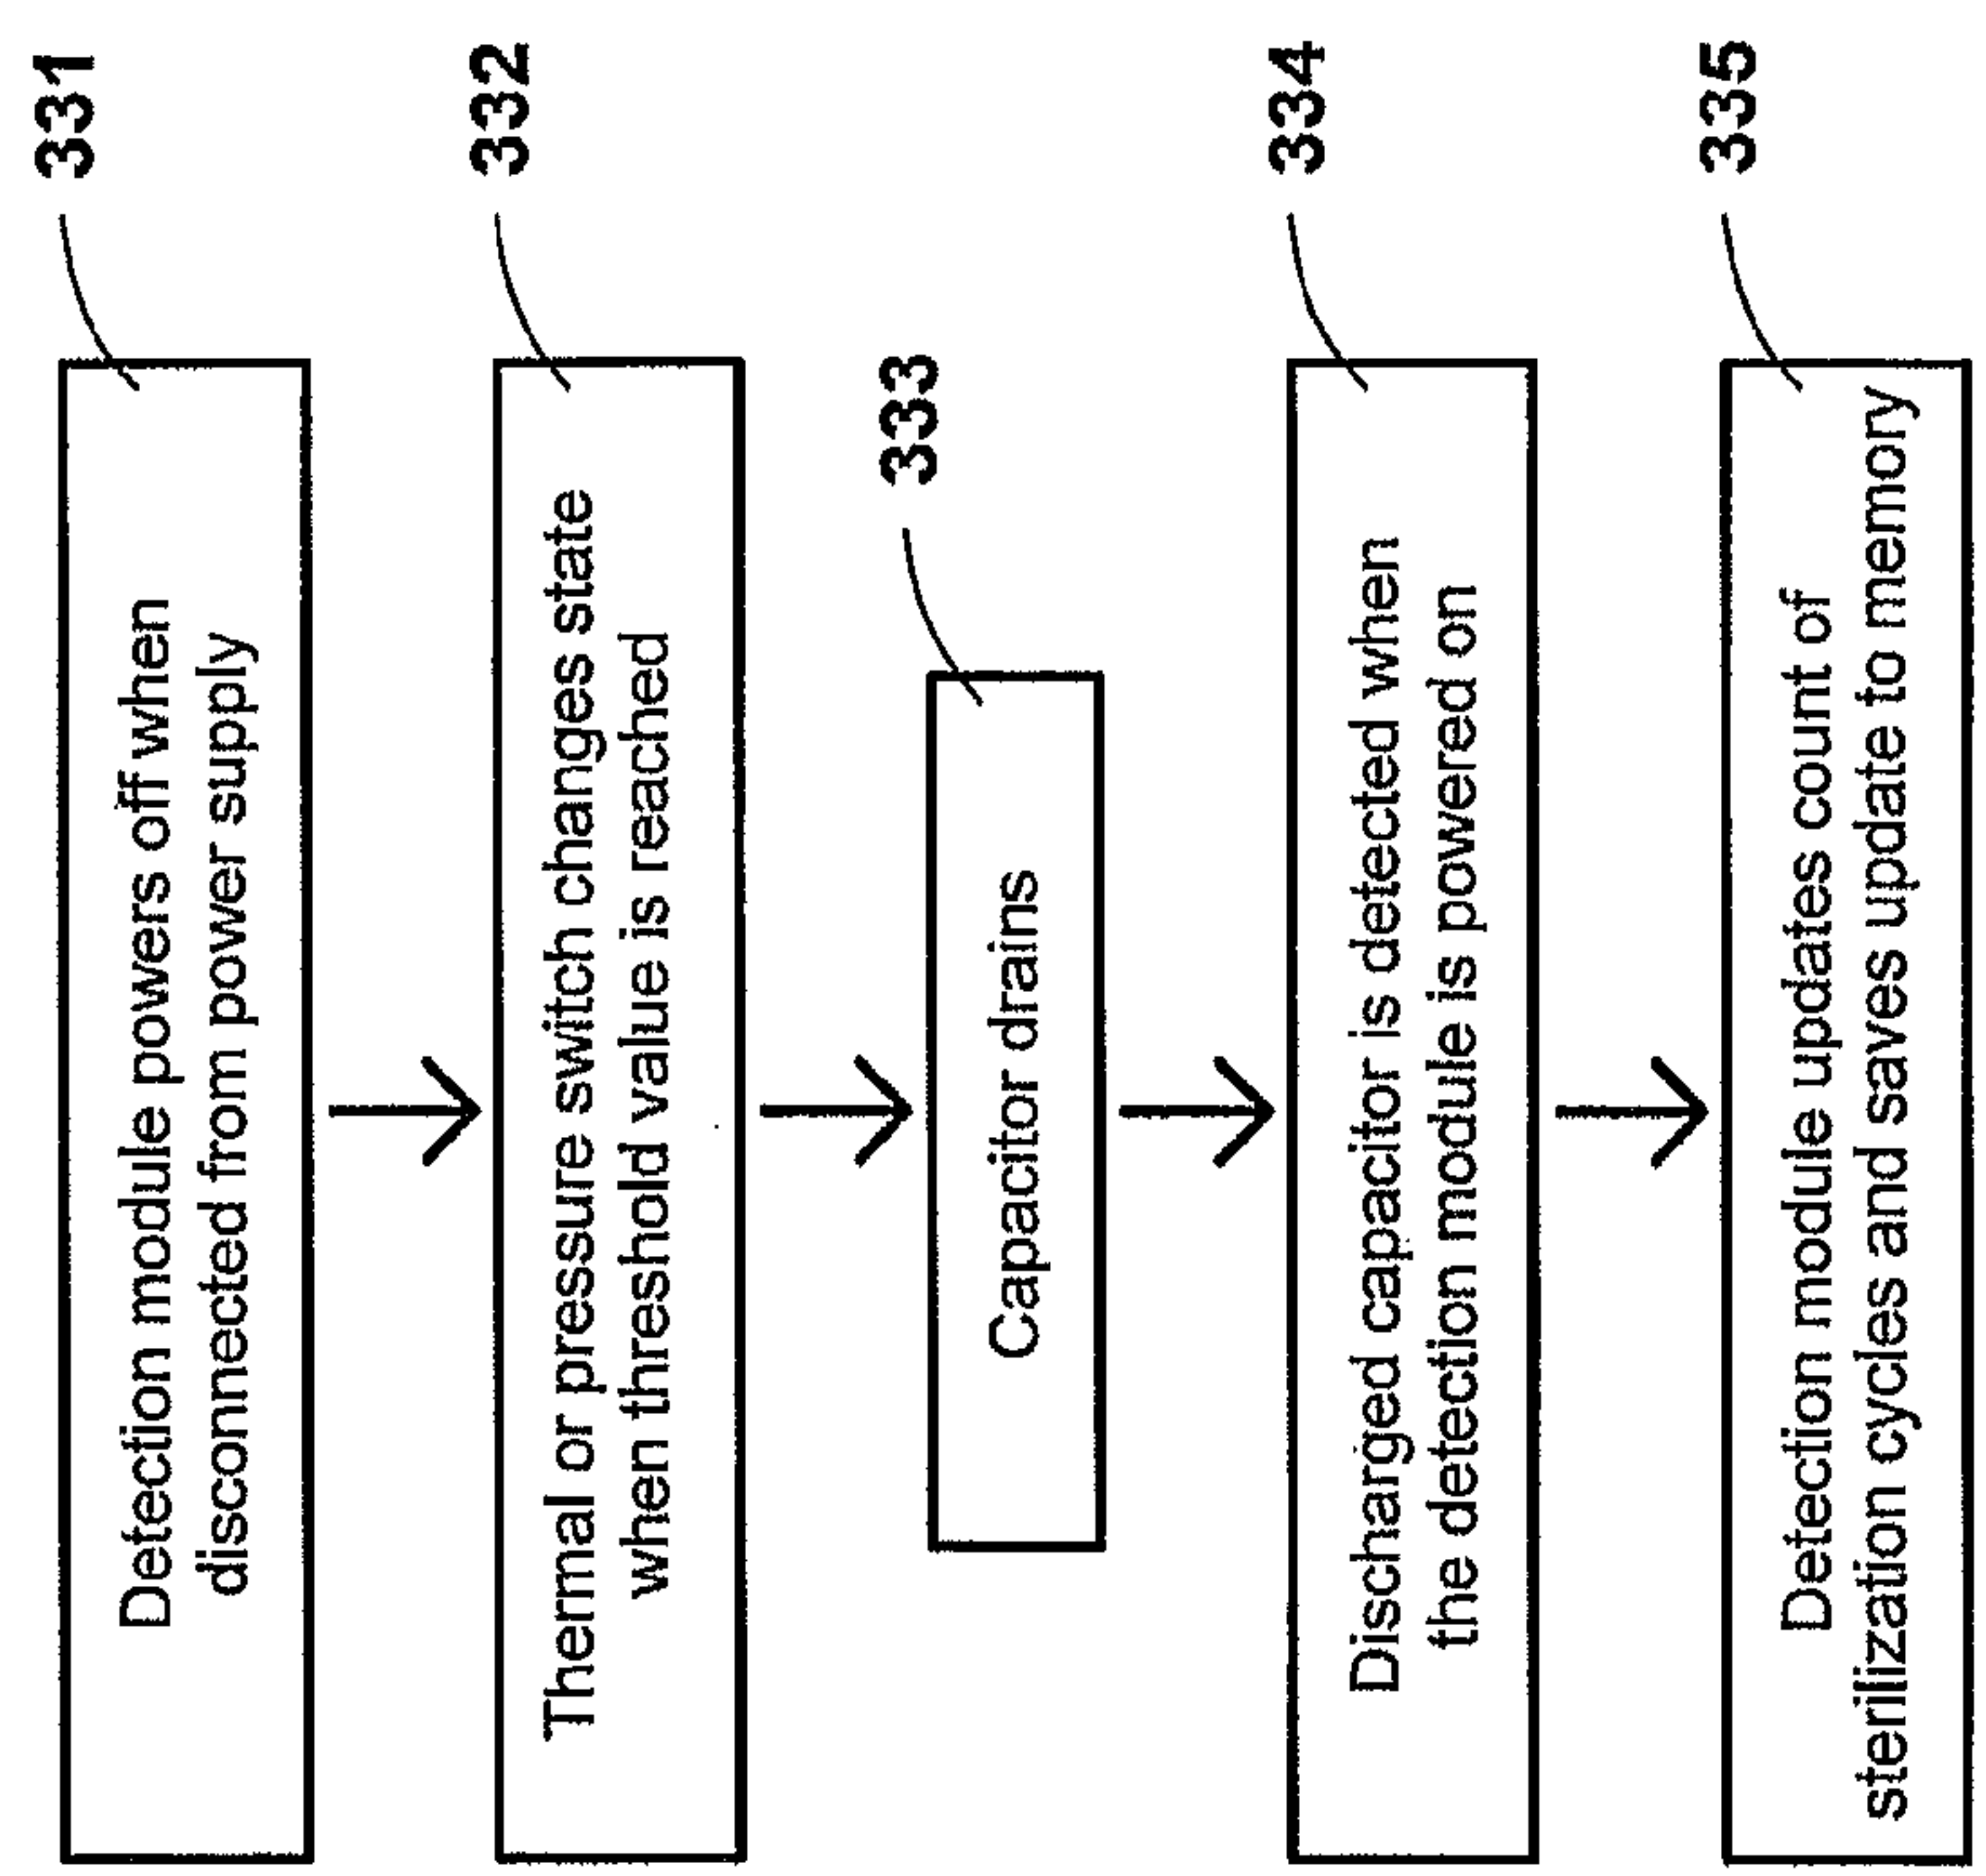 331
Detection module powers off when
disconnected from power supply
332
Thermal or pressure switch changes state
when threshold value is reached
333
Capacitor drains
334
Discharged capacitor is detected when
the detection module is powered on
335
Detection module updates count of
sterilization cycles and saves update to memory